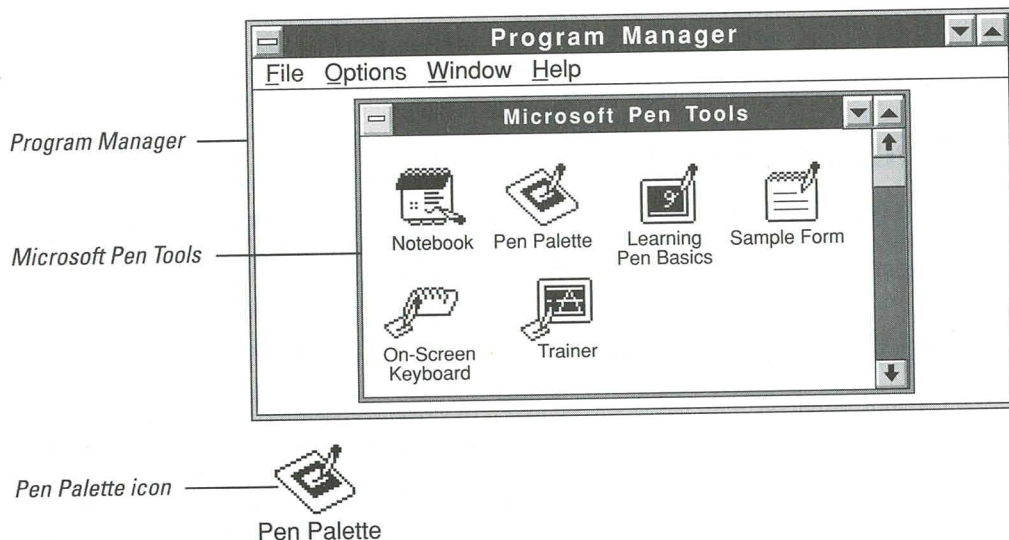 Program Manager
File Options Window Help
Program Manager
Microsoft Pen Tools
Notebook
Pen Palette
Learning
Pen Basics
Sample Form
Microsoft Pen Tools
On-Screen
Keyboard
Trainer
Pen Palette icon
Pen Palette